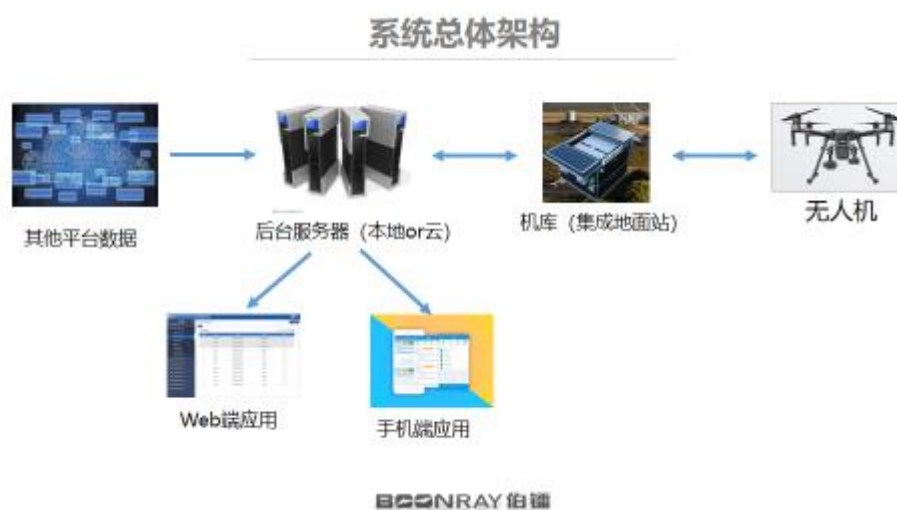 系统总体架构
其他平台数据
后台服务器（本地or云）
机库（集成地面站）
无人机
Web端应用
手机端应用
BOONRAY 伯镭